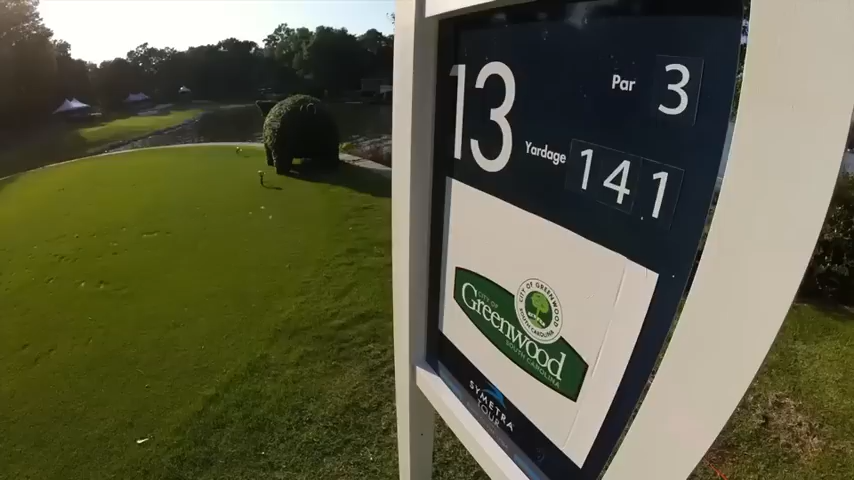 13
Par 3
Yardage 141
CITY OF GREENWOOD
SOUTH CAROLINA
CITY OF
Greenwood
SOUTH CAROLINA
SYMETRA
TOUR